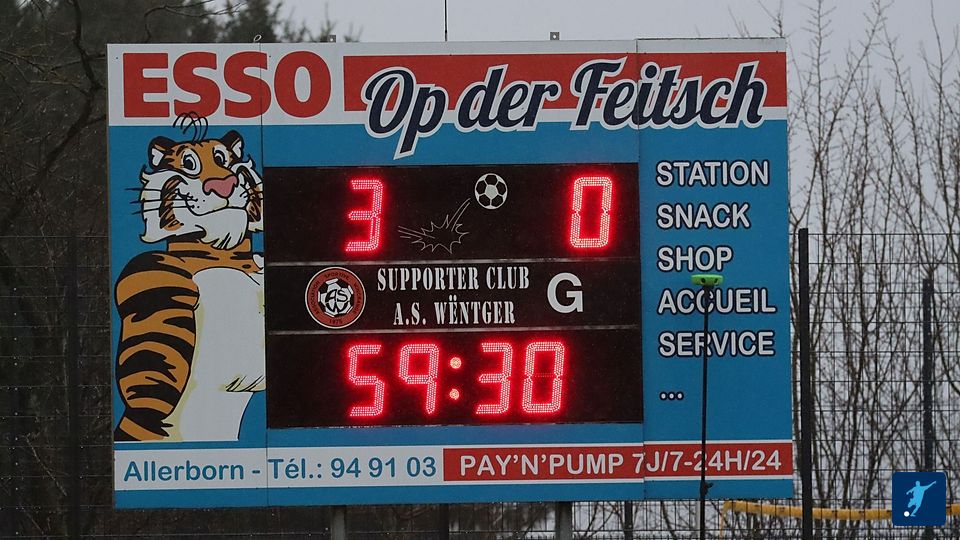 ESSO
Op der Feitsch
3 0
STATION
SNACK
SHOP
ACCUEIL
SERVICE
...
SUPPORTER CLUB
A.S. WËNTGER
G
AS
59:30
Allerborn - Tél.: 94 91 03
PAY'N'PUMP 7J/7-24H/24